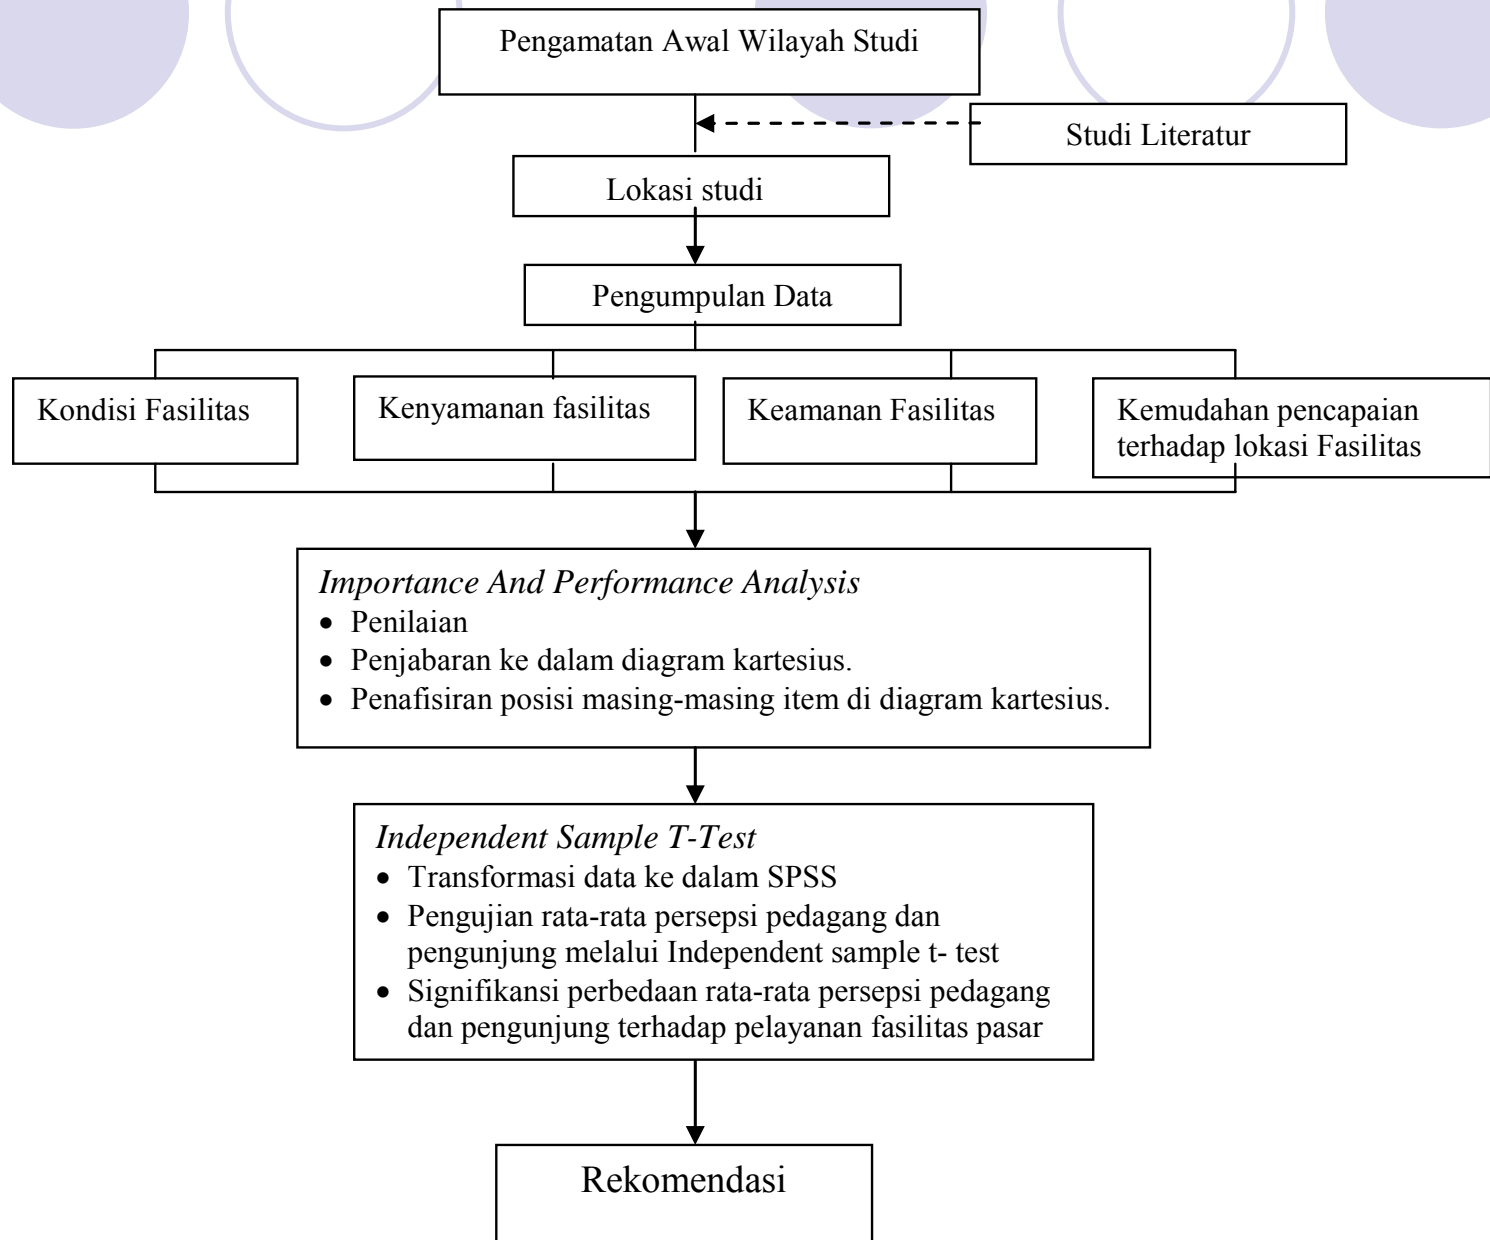 Pengamatan Awal Wilayah Studi
Studi Literatur
Lokasi studi
Pengumpulan Data
Kondisi Fasilitas
Kenyamanan fasilitas
Keamanan Fasilitas
Kemudahan pencapaian
terhadap lokasi Fasilitas
Importance And Performance Analysis
• Penilaian
• Penjabaran ke dalam diagram kartesius.
• Penafisiran posisi masing-masing item di diagram kartesius.
Independent Sample T-Test
• Transformasi data ke dalam SPSS
• Pengujian rata-rata persepsi pedagang dan
pengunjung melalui Independent sample t- test
• Signifikansi perbedaan rata-rata persepsi pedagang
dan pengunjung terhadap pelayanan fasilitas pasar
Rekomendasi